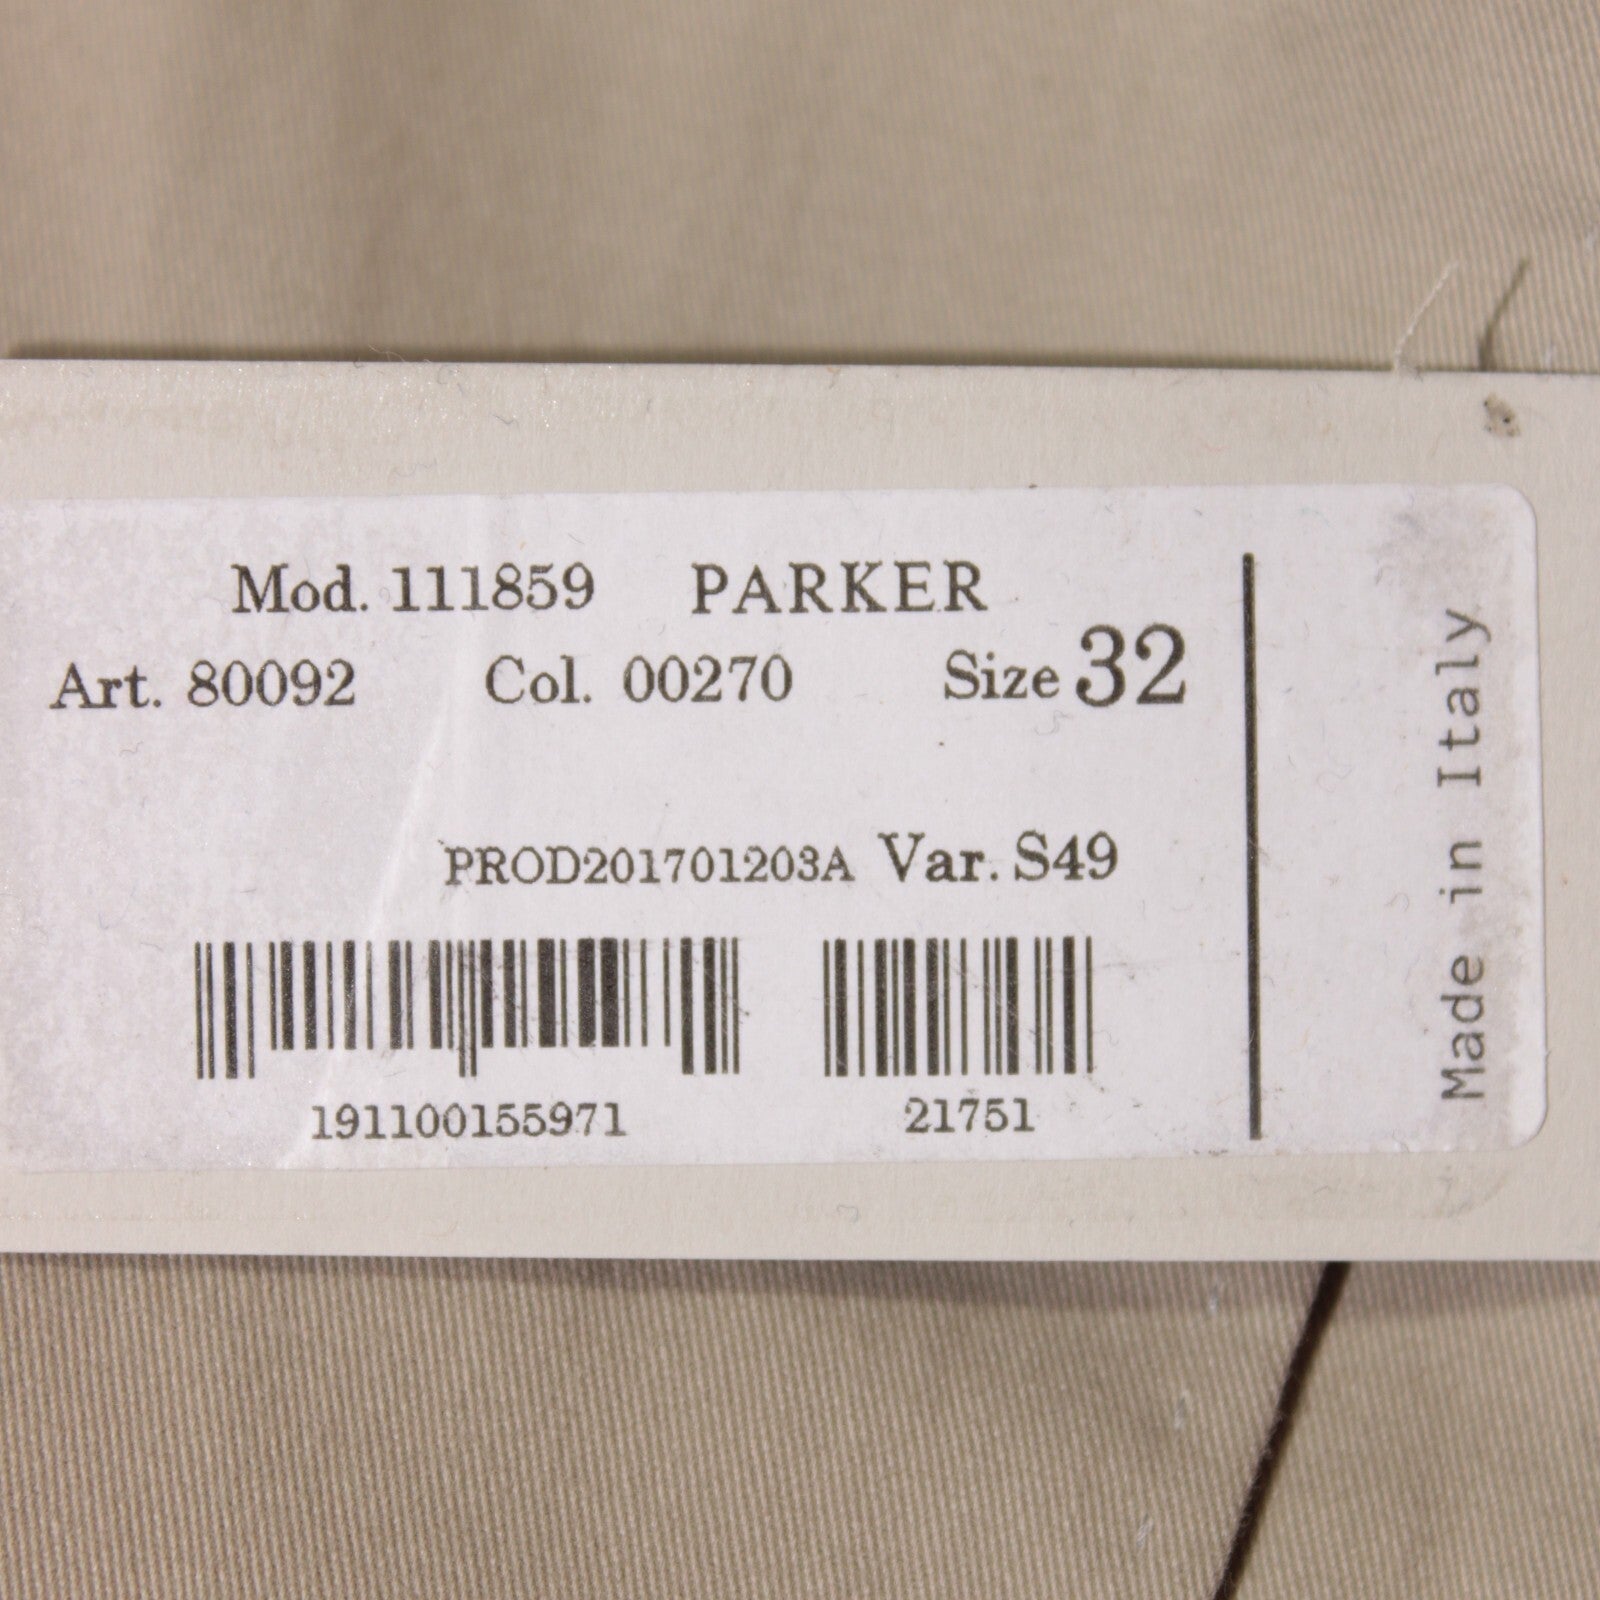 Mod. 111859 PARKER
Art. 80092 Col. 00270 Size 32
PROD201701203A Var. S49
191100155971 21751
Made in Italy